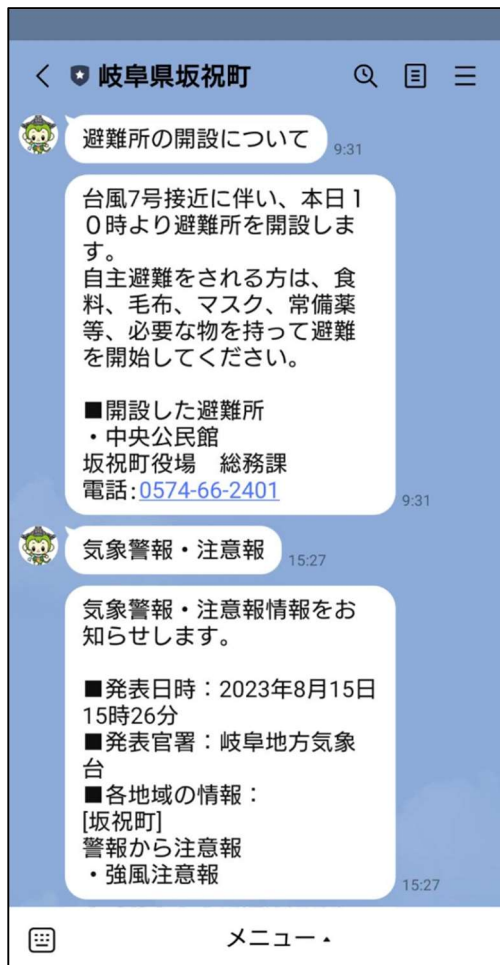 岐阜県坂祝町
避難所の開設について
9:31
台風7号接近に伴い、本日1
0時より避難所を開設しま
す。
自主避難をされる方は、食
料、毛布、マスク、常備薬
等、必要な物を持って避難
を開始してください。
■開設した避難所
・中央公民館
坂祝町役場　総務課
電話:0574-66-2401
9:31
気象警報・注意報
15:27
気象警報・注意報情報をお
知らせします。
■発表日時：2023年8月15日
15時26分
■発表官署：岐阜地方気象
台
■各地域の情報：
[坂祝町]
警報から注意報
・強風注意報
15:27
メニュー